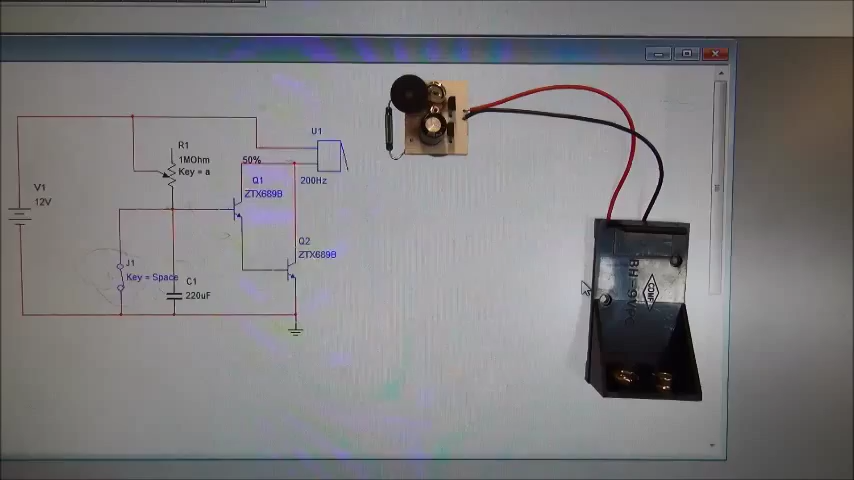 U1
R1
1MOhm
Key = a
50%
200Hz
Q1
ZTX689B
V1
12V
Q2
ZTX689B
J1
Key = Space
C1
220uF